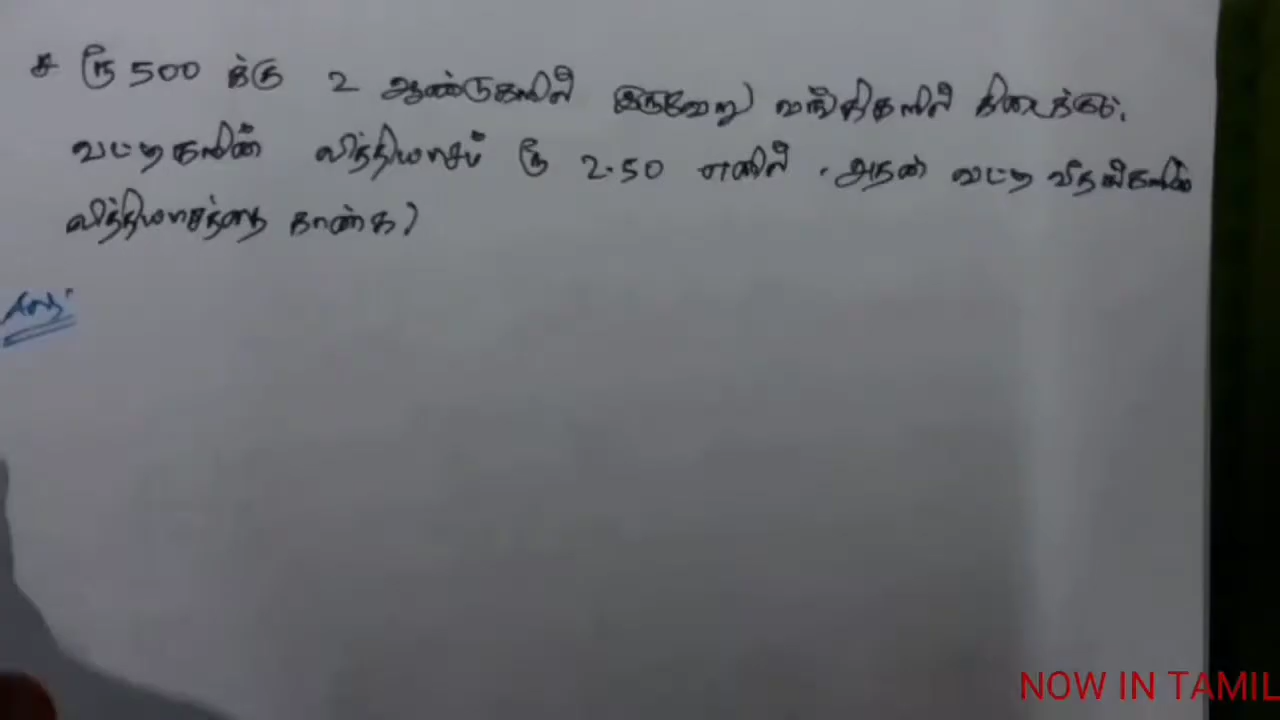 * ரூ 500 க்கு 2 ஆண்டுகளில் இருவேறு வங்கிகளில் கிடைக்கும்.
வட்டிகளின் வித்தியாசம் ரூ 2.50 எனில். அதன் வட்டி வீதங்களின்
வித்தியாசத்தை காண்க?
Ans:
NOW IN TAMIL